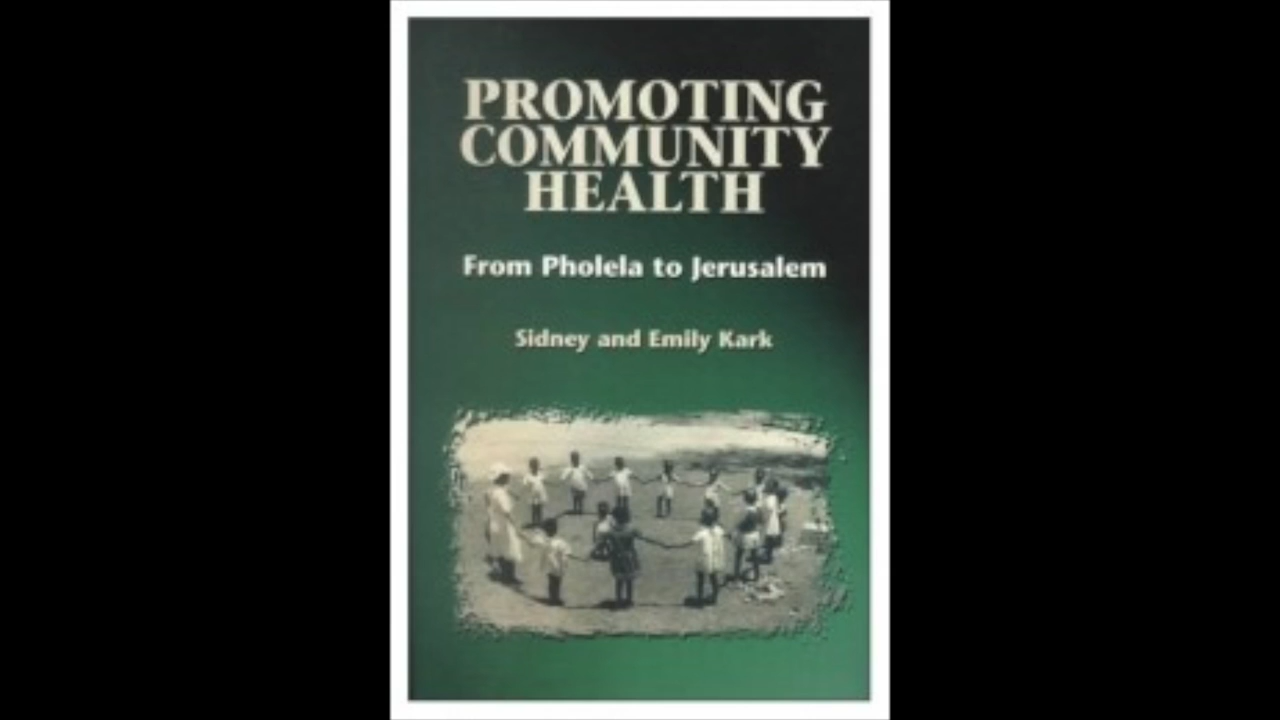 PROMOTING
COMMUNITY
HEALTH
From Pholela to Jerusalem
Sidney and Emily Kark